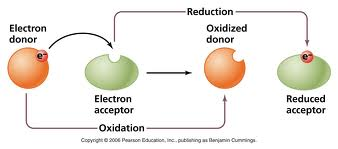 Reduction
Electron
donor
Oxidized
donor
e-
e-
Electron
acceptor
Reduced
acceptor
Oxidation
Copyright © 2006 Pearson Education, Inc., publishing as Benjamin Cummings.